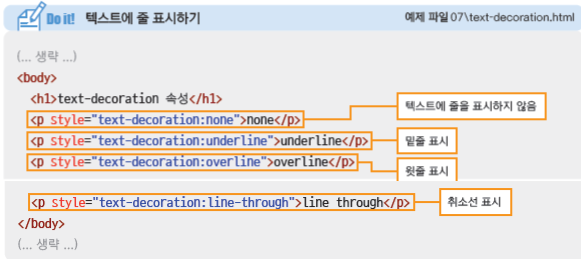 Do it! 텍스트에 줄 표시하기 예제 파일 07\text-decoration.html
(... 생략 ...)
<body>
<h1>text-decoration 속성</h1>
텍스트에 줄을 표시하지 않음
<p style="text-decoration:none">none</p>
<p style="text-decoration:underline">underline</p> 밑줄 표시
<p style="text-decoration:overline">overline</p> 윗줄 표시
<p style="text-decoration:line-through">line through</p> 취소선 표시
</body>
(... 생략 ...)